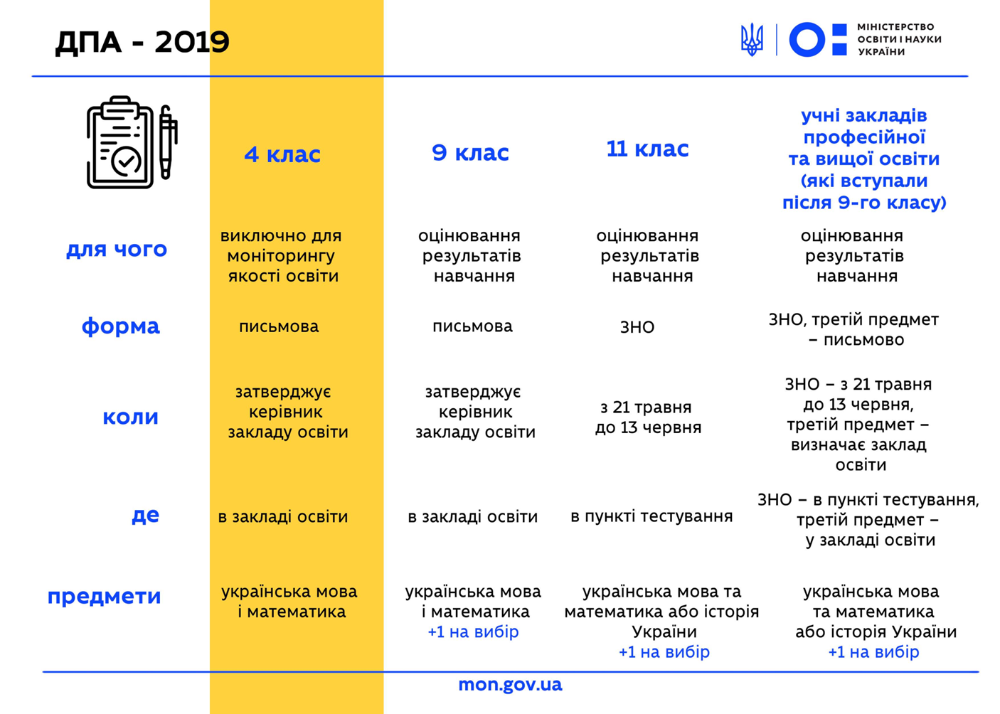 ДПА - 2019
МІНІСТЕРСТВО
ОСВІТИ І НАУКИ
УКРАЇНИ
4 клас
9 клас
11 клас
учні закладів
професійної
та вищої освіти
(які вступали
після 9-го класу)
для чого
виключно для
моніторингу
якості освіти
оцінювання
результатів
навчання
оцінювання
результатів
навчання
оцінювання
результатів
навчання
форма
письмова
письмова
ЗНО
ЗНО, третій предмет
– письмово
коли
затверджує
керівник
закладу освіти
затверджує
керівник
закладу освіти
з 21 травня
до 13 червня
ЗНО – з 21 травня
до 13 червня,
третій предмет –
визначає заклад
освіти
де
в закладі освіти
в закладі освіти
в пункті тестування
ЗНО – в пункті тестування,
третій предмет –
у закладі освіти
предмети
українська мова
і математика
українська мова
і математика
+1 на вибір
українська мова та
математика або історія
України
+1 на вибір
українська мова
та математика
або історія України
+1 на вибір
mon.gov.ua